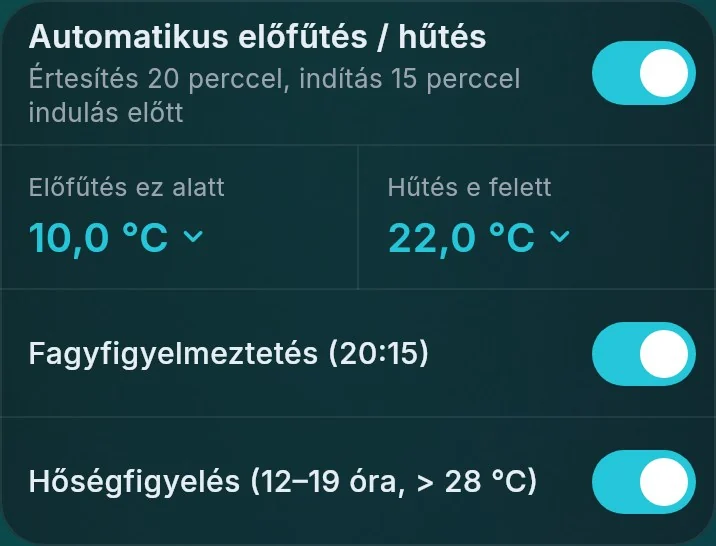 Automatikus előfűtés / hűtés
Értesítés 20 perccel, indítás 15 perccel
indulás előtt
Előfűtés ez alatt
10,0 °C
Hűtés e felett
22,0 °C
Fagyfigyelmeztetés (20:15)
Hőségfigyelés (12–19 óra, > 28 °C)